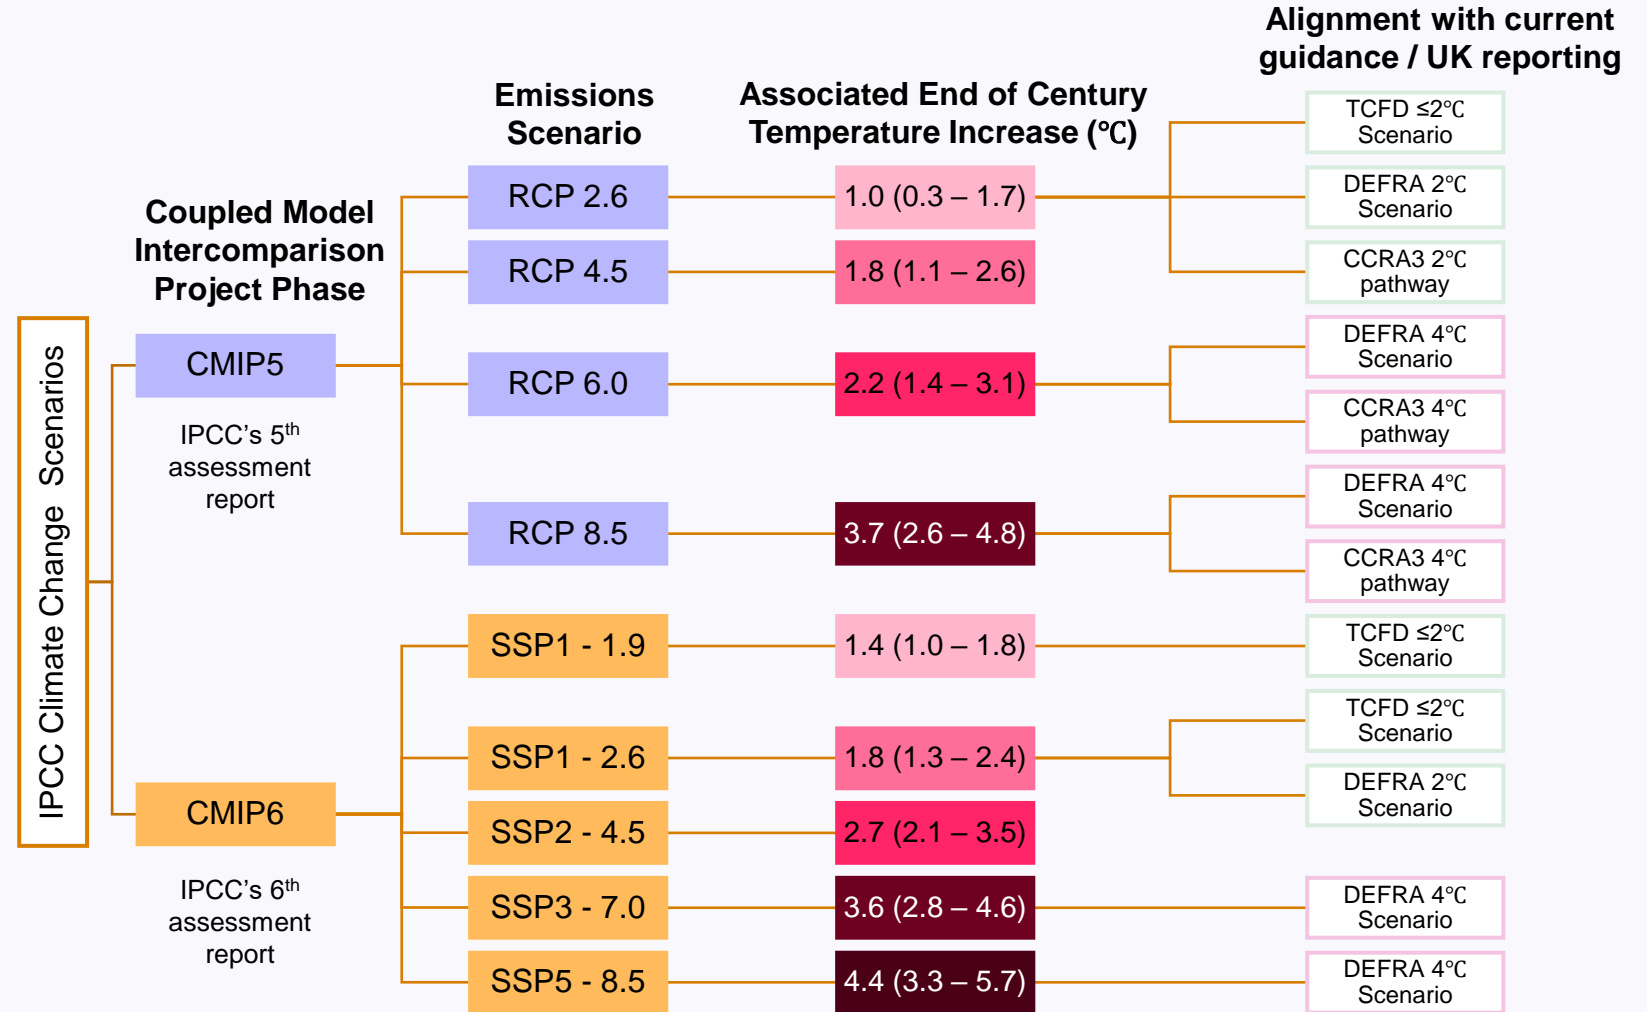 Alignment with current
guidance / UK reporting
Emissions
Scenario
Associated End of Century
Temperature Increase (℃)
Coupled Model
Intercomparison
Project Phase
IPCC Climate Change Scenarios
CMIP5
IPCC's 5th
assessment
report
RCP 2.6
1.0 (0.3 – 1.7)
TCFD ≤2℃
Scenario
DEFRA 2℃
Scenario
CCRA3 2℃
pathway
RCP 4.5
1.8 (1.1 – 2.6)
RCP 6.0
2.2 (1.4 – 3.1)
DEFRA 4℃
Scenario
CCRA3 4℃
pathway
RCP 8.5
3.7 (2.6 – 4.8)
DEFRA 4℃
Scenario
CCRA3 4℃
pathway
CMIP6
IPCC's 6th
assessment
report
SSP1 - 1.9
1.4 (1.0 – 1.8)
TCFD ≤2℃
Scenario
SSP1 - 2.6
1.8 (1.3 – 2.4)
TCFD ≤2℃
Scenario
DEFRA 2℃
Scenario
SSP2 - 4.5
2.7 (2.1 – 3.5)
SSP3 - 7.0
3.6 (2.8 – 4.6)
DEFRA 4℃
Scenario
SSP5 - 8.5
4.4 (3.3 – 5.7)
DEFRA 4℃
Scenario